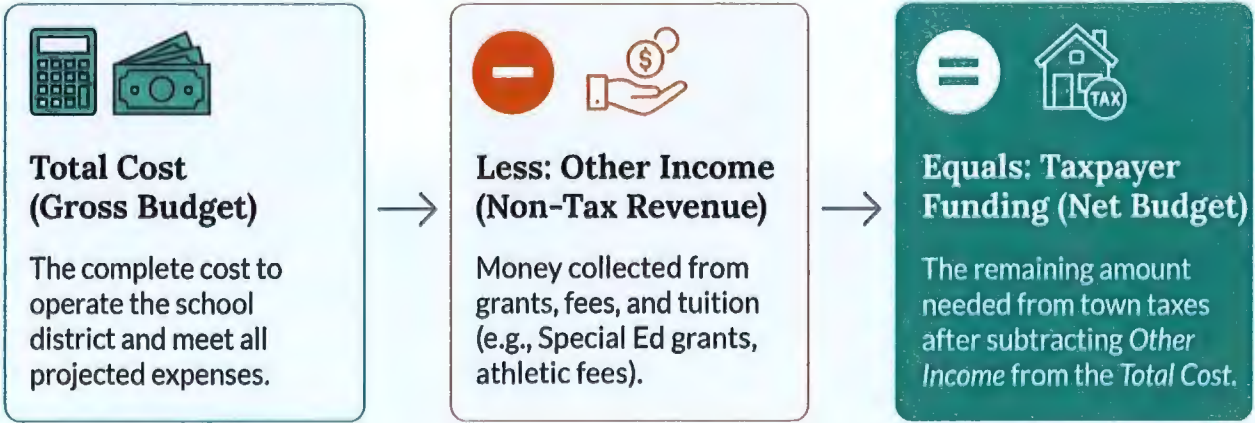 Total Cost
(Gross Budget)
The complete cost to
operate the school
district and meet all
projected expenses.
Less: Other Income
(Non-Tax Revenue)
Money collected from
grants, fees, and tuition
(e.g., Special Ed grants,
athletic fees).
TAX
Equals: Taxpayer
Funding (Net Budget)
The remaining amount
needed from town taxes
after subtracting Other
Income from the Total Cost.